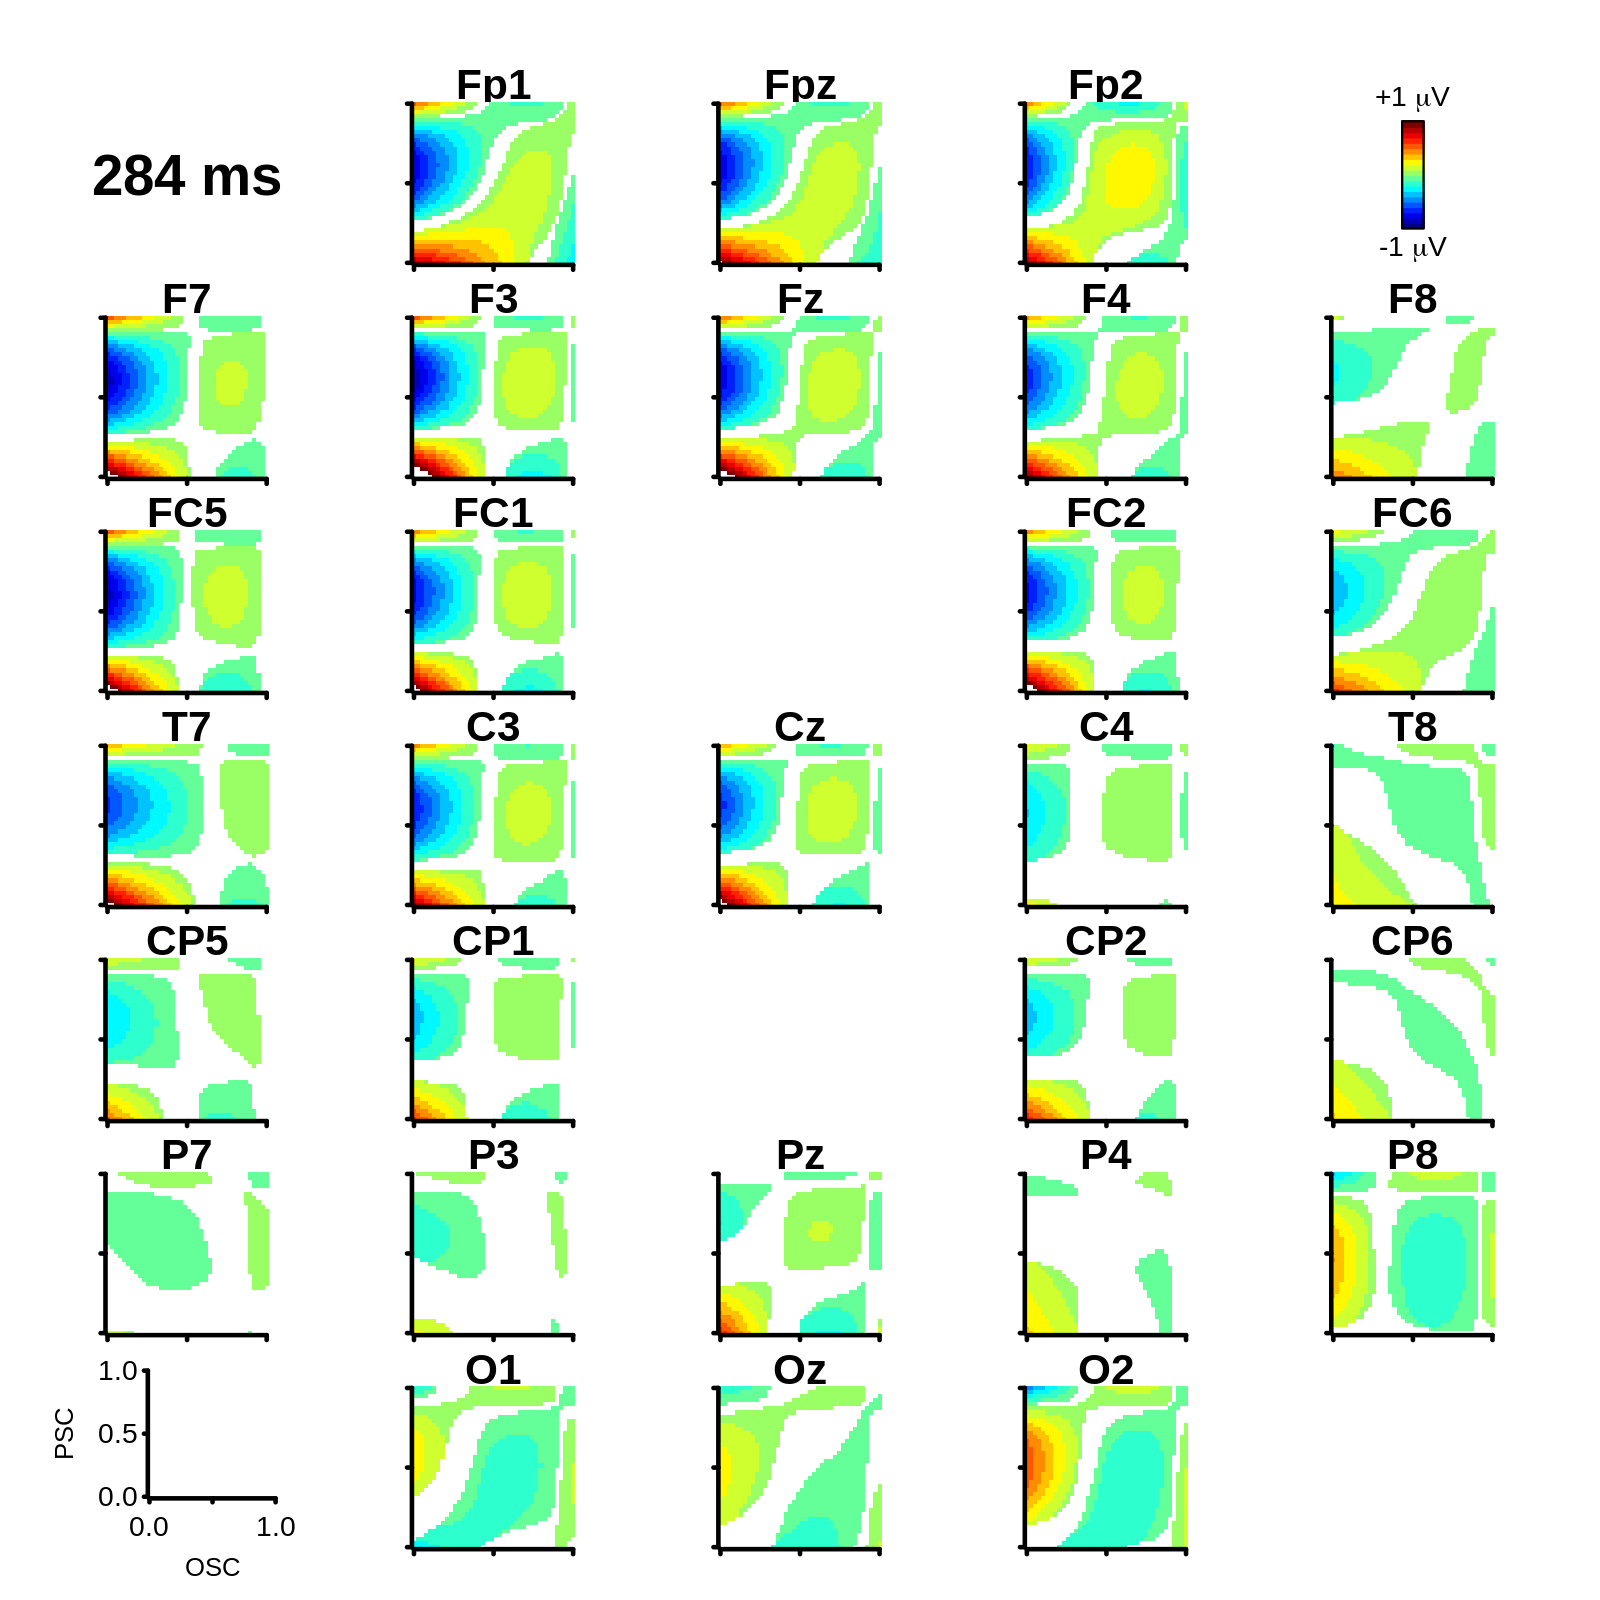 Fp1 Fpz Fp2
+1 μV
284 ms
-1 μV
F7 F3 Fz F4 F8
FC5 FC1 FC2 FC6
T7 C3 Cz C4 T8
CP5 CP1 CP2 CP6
P7 P3 Pz P4 P8
O1 Oz O2
1.0
PSC
0.5
0.0
0.0 1.0
OSC